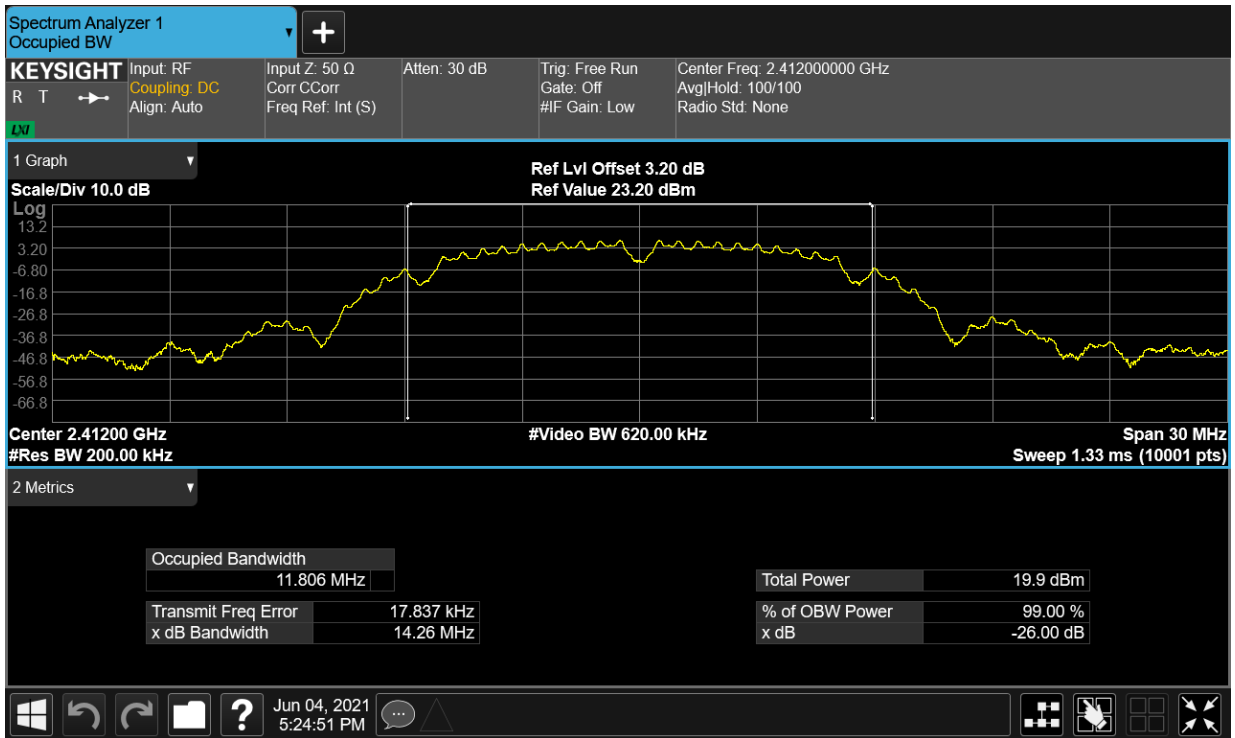 Spectrum Analyzer 1
Occupied BW
KEYSIGHT
R T
LXI
Input: RF
Coupling: DC
Align: Auto
Input Z: 50 Ω
Corr CCorr
Freq Ref: Int (S)
Atten: 30 dB
Trig: Free Run
Gate: Off
#IF Gain: Low
Center Freq: 2.412000000 GHz
Avg|Hold: 100/100
Radio Std: None
1 Graph
Scale/Div 10.0 dB
Ref Lvl Offset 3.20 dB
Ref Value 23.20 dBm
Log
13.2
3.20
-6.80
-16.8
-26.8
-36.8
-46.8
-56.8
-66.8
Center 2.41200 GHz
#Res BW 200.00 kHz
#Video BW 620.00 kHz
Span 30 MHz
Sweep 1.33 ms (10001 pts)
2 Metrics
Occupied Bandwidth
11.806 MHz
Transmit Freq Error 17.837 kHz
x dB Bandwidth 14.26 MHz
Total Power 19.9 dBm
% of OBW Power 99.00 %
x dB -26.00 dB
?
Jun 04, 2021
5:24:51 PM